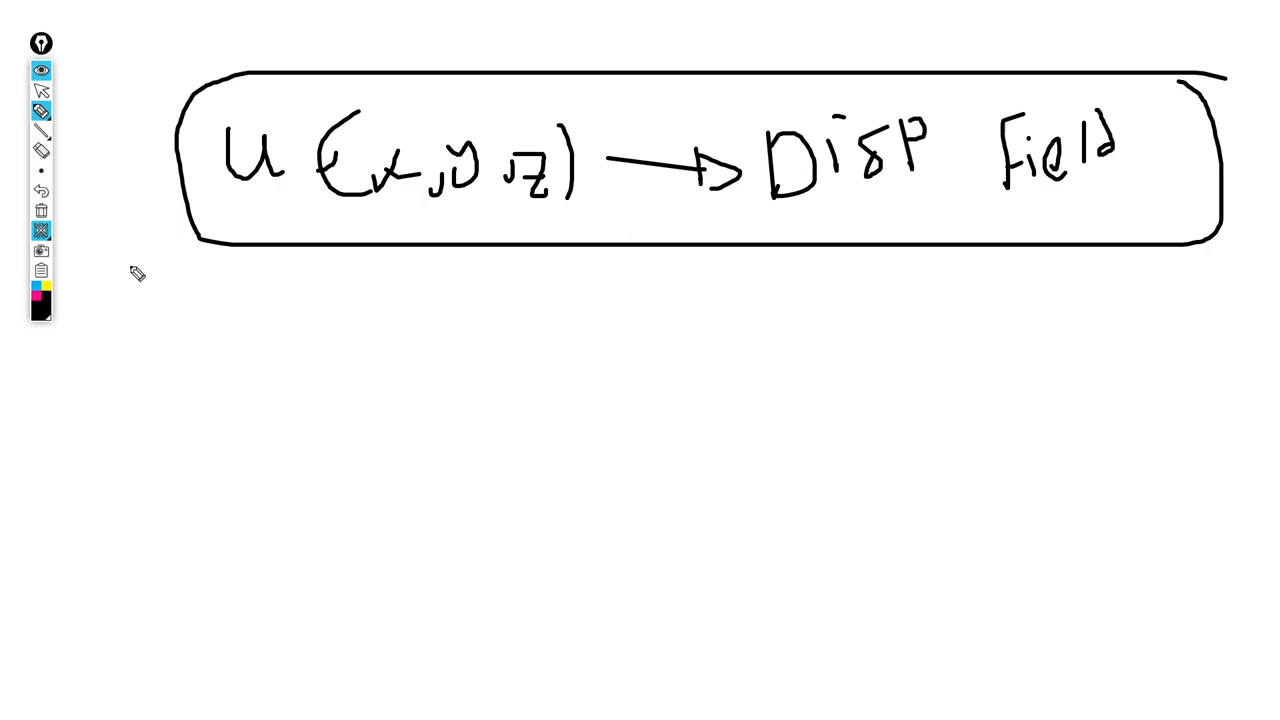 u (x,y,z) → Disp Field